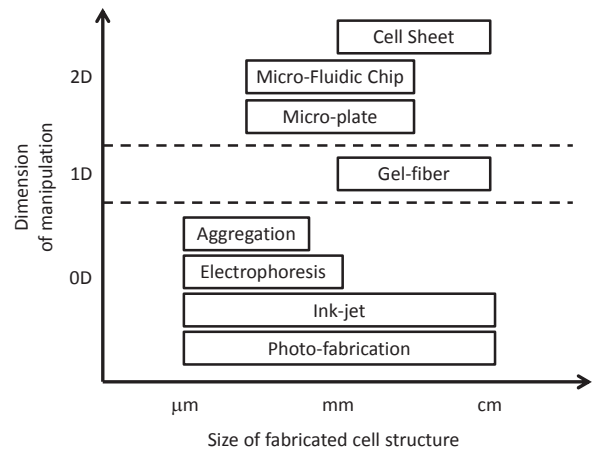 Cell Sheet
2D
Micro-Fluidic Chip
Micro-plate
Dimension
of manipulation
1D
Gel-fiber
Aggregation
0D
Electrophoresis
Ink-jet
Photo-fabrication
μm
mm
cm
Size of fabricated cell structure